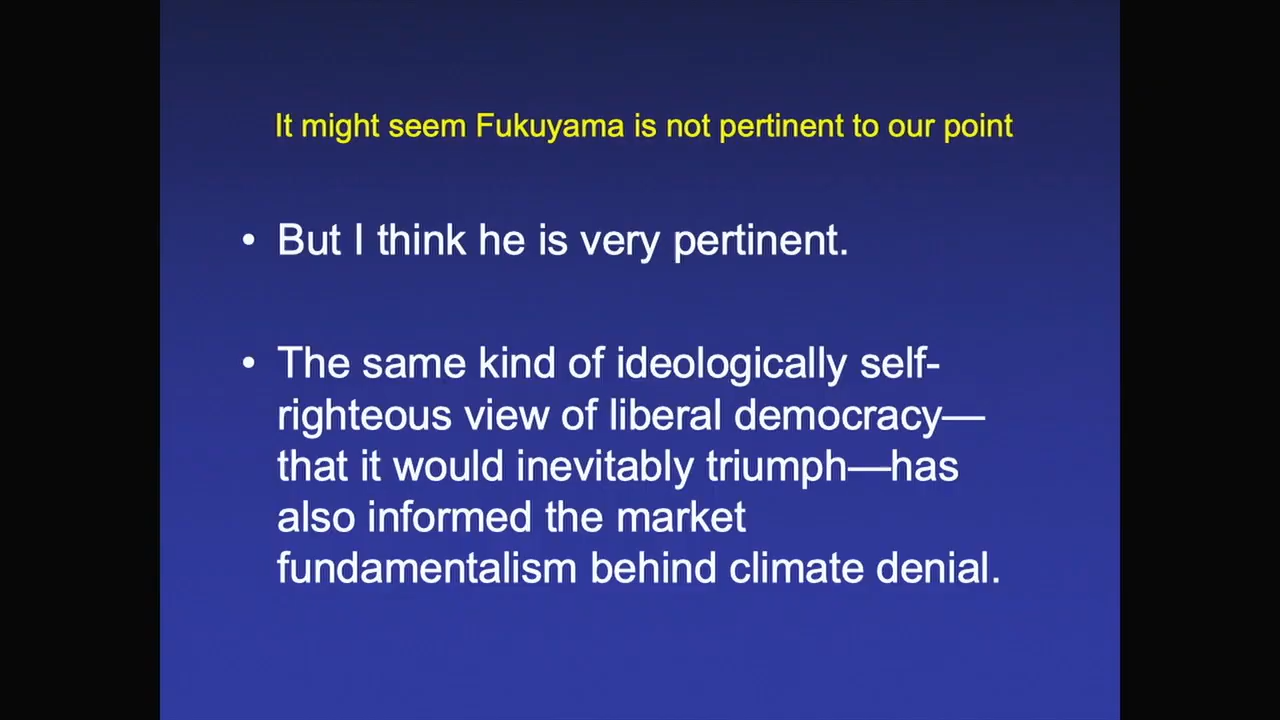 It might seem Fukuyama is not pertinent to our point
• But I think he is very pertinent.
• The same kind of ideologically self-
righteous view of liberal democracy—
that it would inevitably triumph—has
also informed the market
fundamentalism behind climate denial.